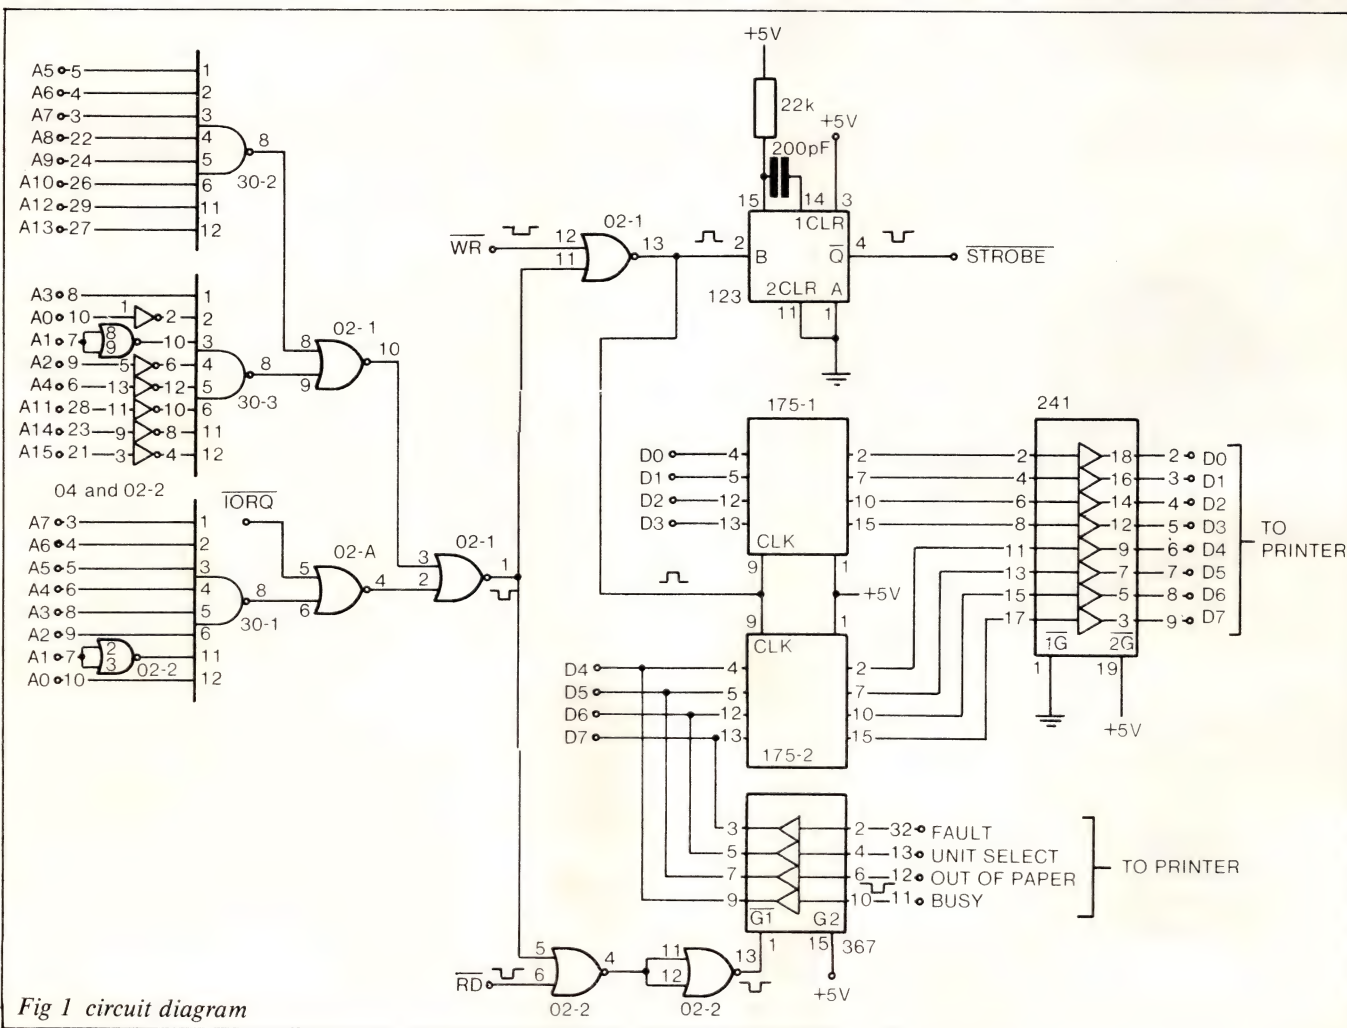 A5 5 1
A6 4 2
A7 3 3
A8 22 4 8
A9 24 5
A10 26 6 30-2
A12 29 11
A13 27 12
A3 8 1
A0 10 1 2 2
A1 7 8 9 10 3
A2 9 5 6 4 8
A4 6 13 12 5
A11 28 11 10 6 30-3
A14 23 9 8 11
A15 21 3 4 12
04 and 02-2
A7 3 1
A6 4 2
A5 5 3
A4 6 4 8
A3 8 5
A2 9 6 30-1
A1 7 2 3 02-2 11
A0 10 12
02-1
8 10
9
IORQ
02-A
5 4
6
02-1
3 1
2
WR
02-1
12 13
11
+5V
22k
+5V
200pF
15 14 3
1CLR
2 B Q 4 STROBE
123 2CLR A
11 1
175-1
D0 4 2
D1 5 7
D2 12 10
D3 13 15
CLK
9 1
+5V
9 1
CLK
D4 4 2
D5 5 7
D6 12 10
D7 13 15
175-2
241
2 18 2 D0
4 16 3 D1
6 14 4 D2
8 12 5 D3
11 9 6 D4
13 7 7 D5
15 5 8 D6
17 3 9 D7
1G 2G
1 19
+5V
TO
PRINTER
3 2 32 FAULT
5 4 13 UNIT SELECT
7 6 12 OUT OF PAPER
9 10 11 BUSY
G1 G2
1 15 367
+5V
TO PRINTER
RD
5 4
6
02-2
11 13
12
02-2
Fig 1 circuit diagram